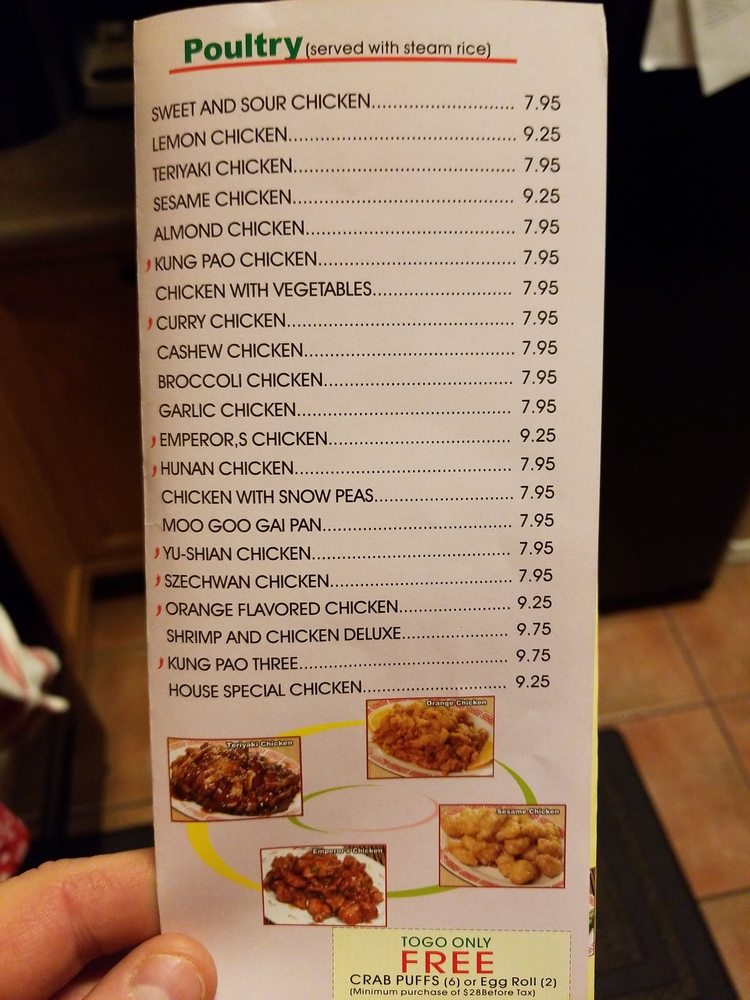 Poultry (served with steam rice)
SWEET AND SOUR CHICKEN........................ 7.95
LEMON CHICKEN........................ 9.25
TERIYAKI CHICKEN........................ 7.95
SESAME CHICKEN........................ 9.25
ALMOND CHICKEN........................ 7.95
KUNG PAO CHICKEN........................ 7.95
CHICKEN WITH VEGETABLES........................ 7.95
CURRY CHICKEN........................ 7.95
CASHEW CHICKEN........................ 7.95
BROCCOLI CHICKEN........................ 7.95
GARLIC CHICKEN........................ 7.95
EMPEROR,S CHICKEN........................ 9.25
HUNAN CHICKEN........................ 7.95
CHICKEN WITH SNOW PEAS........................ 7.95
MOO GOO GAI PAN........................ 7.95
YU-SHIAN CHICKEN........................ 7.95
SZECHWAN CHICKEN........................ 7.95
ORANGE FLAVORED CHICKEN........................ 9.25
SHRIMP AND CHICKEN DELUXE........................ 9.75
KUNG PAO THREE........................ 9.75
HOUSE SPECIAL CHICKEN........................ 9.25
Orange Chicken
Teriyaki Chicken
Sesame Chicken
Emperor's Chicken
TOGO ONLY
FREE
CRAB PUFFS (6) or Egg Roll (2)
(Minimum purchase of $28Before Tax)